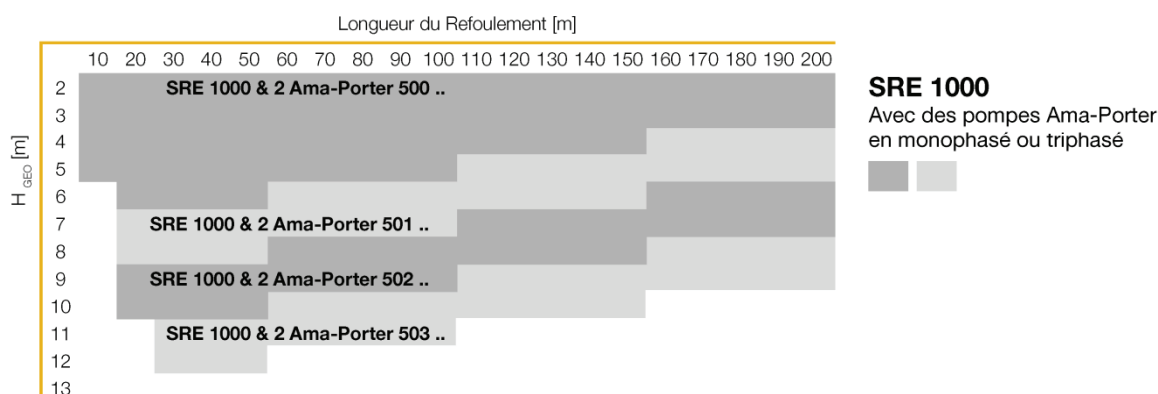 Longueur du Refoulement [m]
10 20 30 40 50 60 70 80 90 100 110 120 130 140 150 160 170 180 190 200
H GEO [m]
2
3
4
5
6
7
8
9
10
11
12
13
SRE 1000 & 2 Ama-Porter 500 ..
SRE 1000 & 2 Ama-Porter 501 ..
SRE 1000 & 2 Ama-Porter 502 ..
SRE 1000 & 2 Ama-Porter 503 ..
SRE 1000
Avec des pompes Ama-Porter
en monophasé ou triphasé